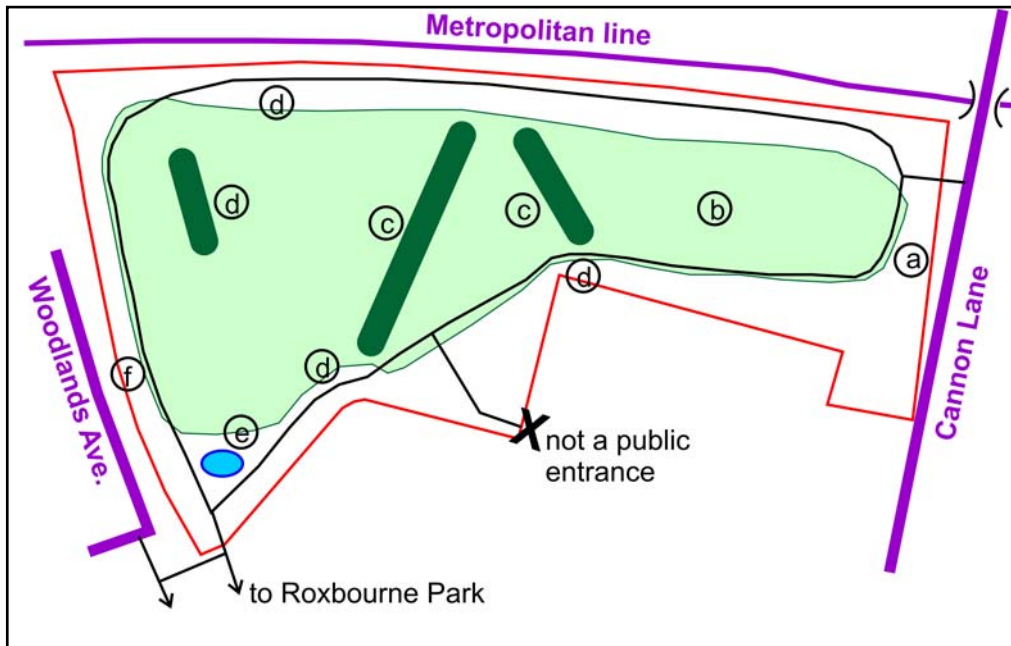 Metropolitan line
d
d
c
c
b
a
d
Woodlands Ave.
f
d
e
Cannon Lane
X not a public
entrance
to Roxbourne Park